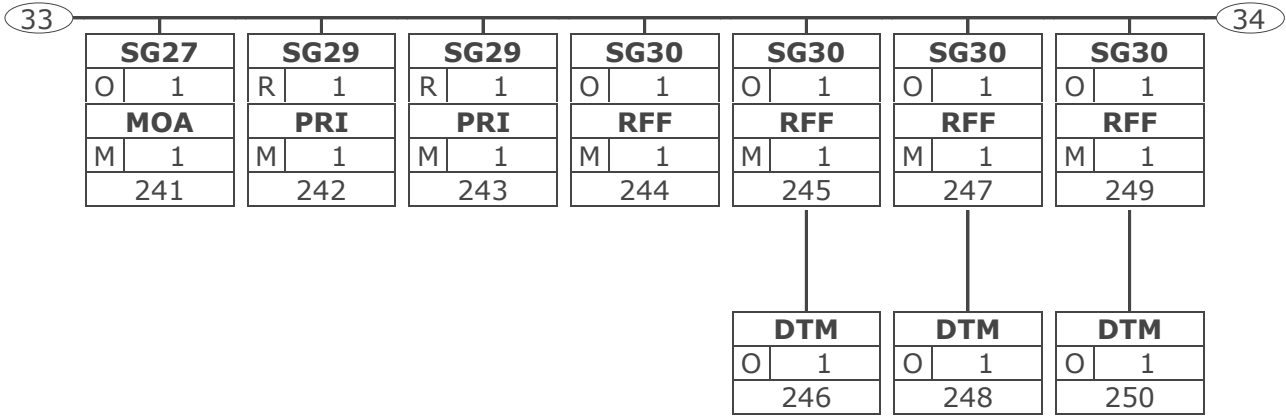 33 34
SG27 SG29 SG29 SG30 SG30 SG30 SG30
O 1 R 1 R 1 O 1 O 1 O 1 O 1
MOA PRI PRI RFF RFF RFF RFF
M 1 M 1 M 1 M 1 M 1 M 1 M 1
241 242 243 244 245 247 249
DTM DTM DTM
O 1 O 1 O 1
246 248 250